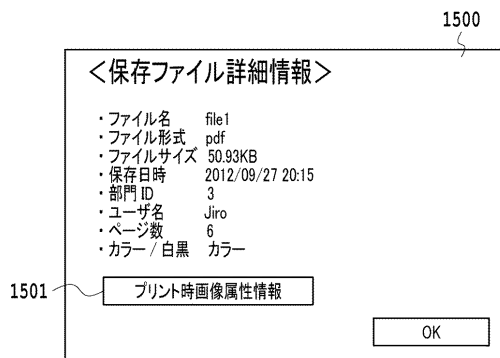 1500
<保存ファイル詳細情報>
・ファイル名 file1
・ファイル形式 pdf
・ファイルサイズ 50.93KB
・保存日時 2012/09/27 20:15
・部門 ID 3
・ユーザ名 Jiro
・ページ数 6
・カラー / 白黒 カラー
1501 プリント時画像属性情報
OK